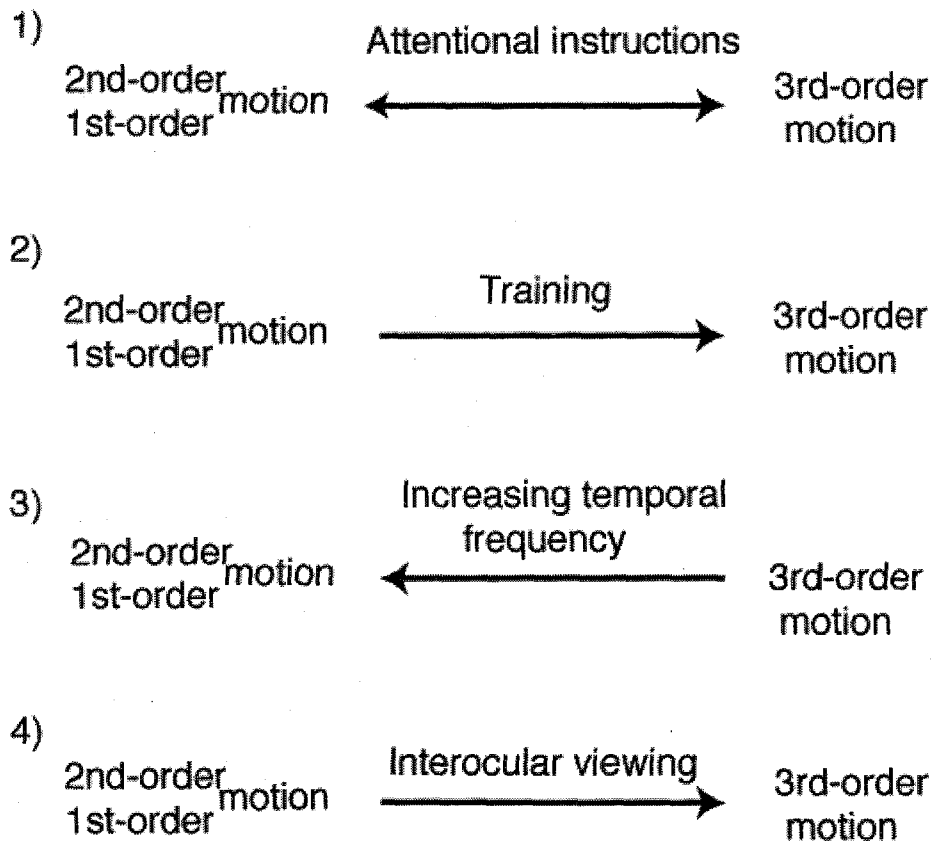 1)
Attentional instructions
2nd-order
1st-order
motion
3rd-order
motion
2)
Training
2nd-order
1st-order
motion
3rd-order
motion
3)
Increasing temporal
frequency
2nd-order
1st-order
motion
3rd-order
motion
4)
Interocular viewing
2nd-order
1st-order
motion
3rd-order
motion